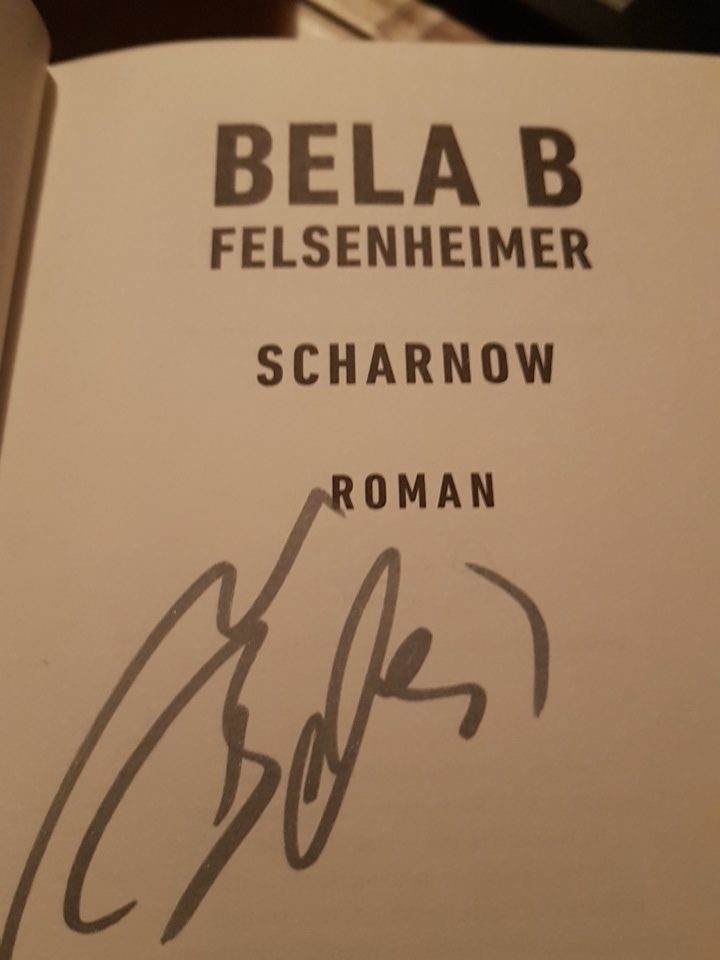 BELA B
FELSENHEIMER
SCHARNOW
ROMAN